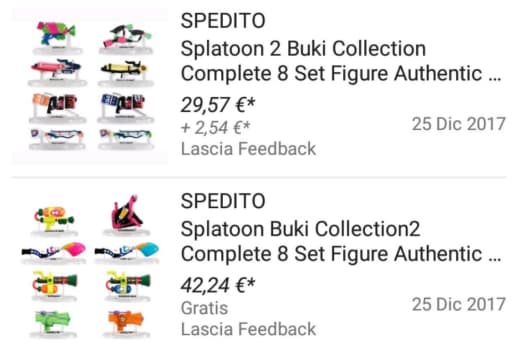 SPEDITO
Splatoon 2 Buki Collection
Complete 8 Set Figure Authentic ...
29,57 €*
+ 2,54 €*
25 Dic 2017
Lascia Feedback
SPEDITO
Splatoon Buki Collection2
Complete 8 Set Figure Authentic ...
42,24 €*
Gratis
25 Dic 2017
Lascia Feedback